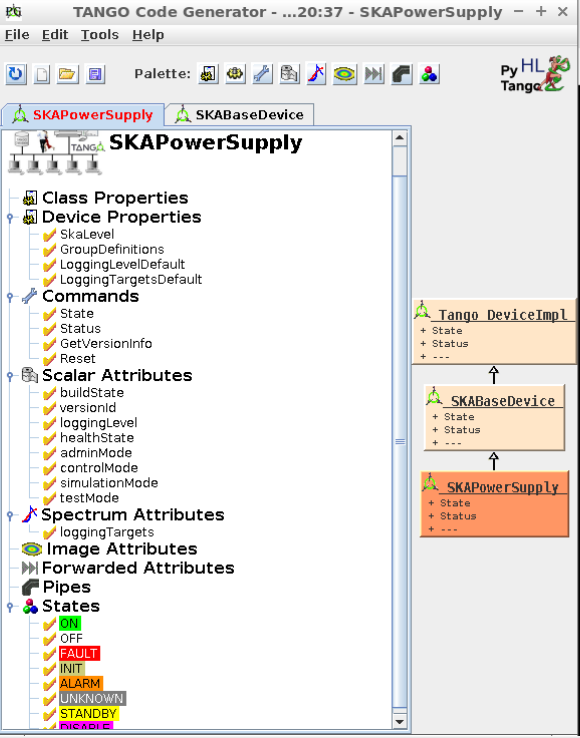 TANGO Code Generator - ...20:37 - SKAPowerSupply
File Edit Tools Help
Palette:
Py HL
Tango
SKAPowerSupply
SKABaseDevice
TANGO
SKAPowerSupply
Class Properties
Device Properties
SkaLevel
GroupDefinitions
LoggingLevelDefault
LoggingTargetsDefault
Commands
State
Status
GetVersionInfo
Reset
Scalar Attributes
buildState
versionId
loggingLevel
healthState
adminMode
controlMode
simulationMode
testMode
Spectrum Attributes
loggingTargets
Image Attributes
Forwarded Attributes
Pipes
States
ON
OFF
FAULT
INIT
ALARM
UNKNOWN
STANDBY
DISABLE
Tango DeviceImpl
+ State
+ Status
+ ---
SKABaseDevice
+ State
+ Status
+ ---
SKAPowerSupply
+ State
+ Status
+ ---